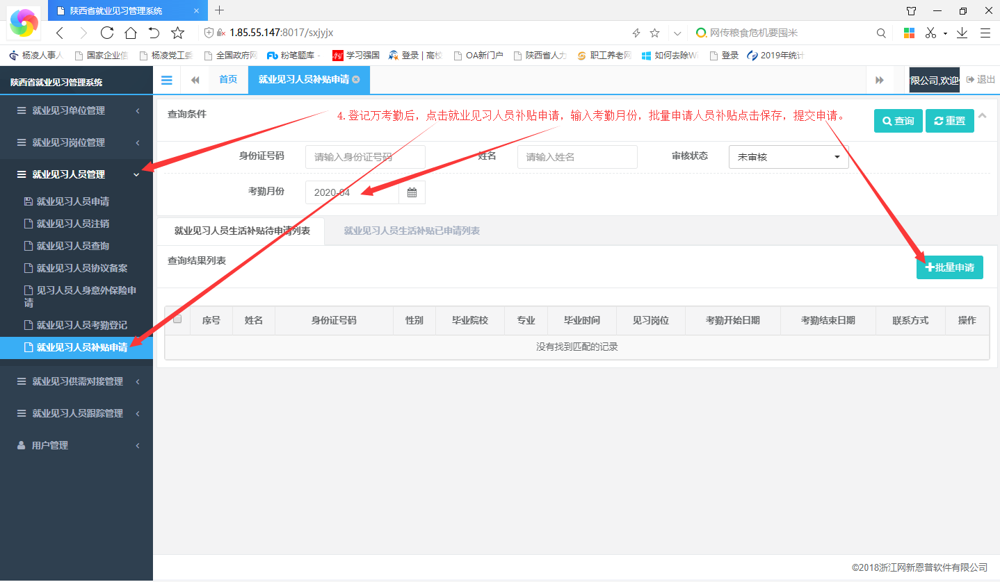 陕西省就业见习管理系统
1.85.55.147:8017/sxjyjx
网传粮食危机要囤米
杨凌人事人 国家企业信 杨凌党工委 全国政府网 粉笔题库 - 学习强国 登录 | 高校 OA新门户 陕西省人力 职工养老网 如何去除Wi 登录 2019年统计
陕西省就业见习管理系统
首页
就业见习人员补贴申请
限公司,欢迎
退出
就业见习单位管理
就业见习岗位管理
就业见习人员管理
就业见习人员申请
就业见习人员注销
就业见习人员查询
就业见习人员协议备案
见习人员人身意外保险申
请
就业见习人员考勤登记
就业见习人员补贴申请
就业见习供需对接管理
就业见习人员跟踪管理
用户管理
查询条件
4. 登记万考勤后，点击就业见习人员补贴申请，输入考勤月份，批量申请人员补贴点击保存，提交申请。
查询 重置
身份证号码 请输入身份证号码 姓名 请输入姓名 审核状态 未审核
考勤月份 2020-04
就业见习人员生活补贴待申请列表 就业见习人员生活补贴已申请列表
查询结果列表
批量申请
序号 姓名 身份证号码 性别 毕业院校 专业 毕业时间 见习岗位 考勤开始日期 考勤结束日期 联系方式 操作
没有找到匹配的记录
©2018浙江网新恩普软件有限公司